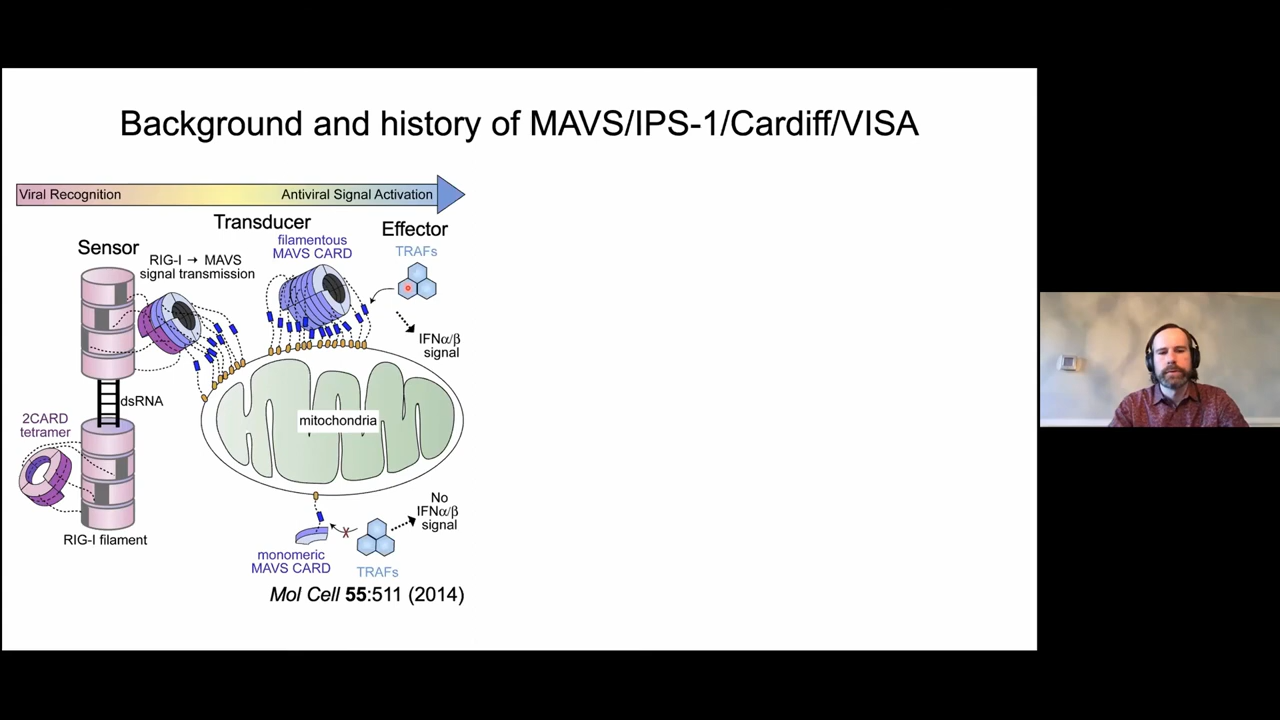 Background and history of MAVS/IPS-1/Cardiff/VISA
Viral Recognition
Antiviral Signal Activation
Transducer
Effector
Sensor
filamentous
MAVS CARD
TRAFs
RIG-I → MAVS
signal transmission
IFNα/β
signal
dsRNA
2CARD
tetramer
mitochondria
No
IFNα/β
signal
RIG-I filament
monomeric
MAVS CARD
TRAFs
Mol Cell 55:511 (2014)